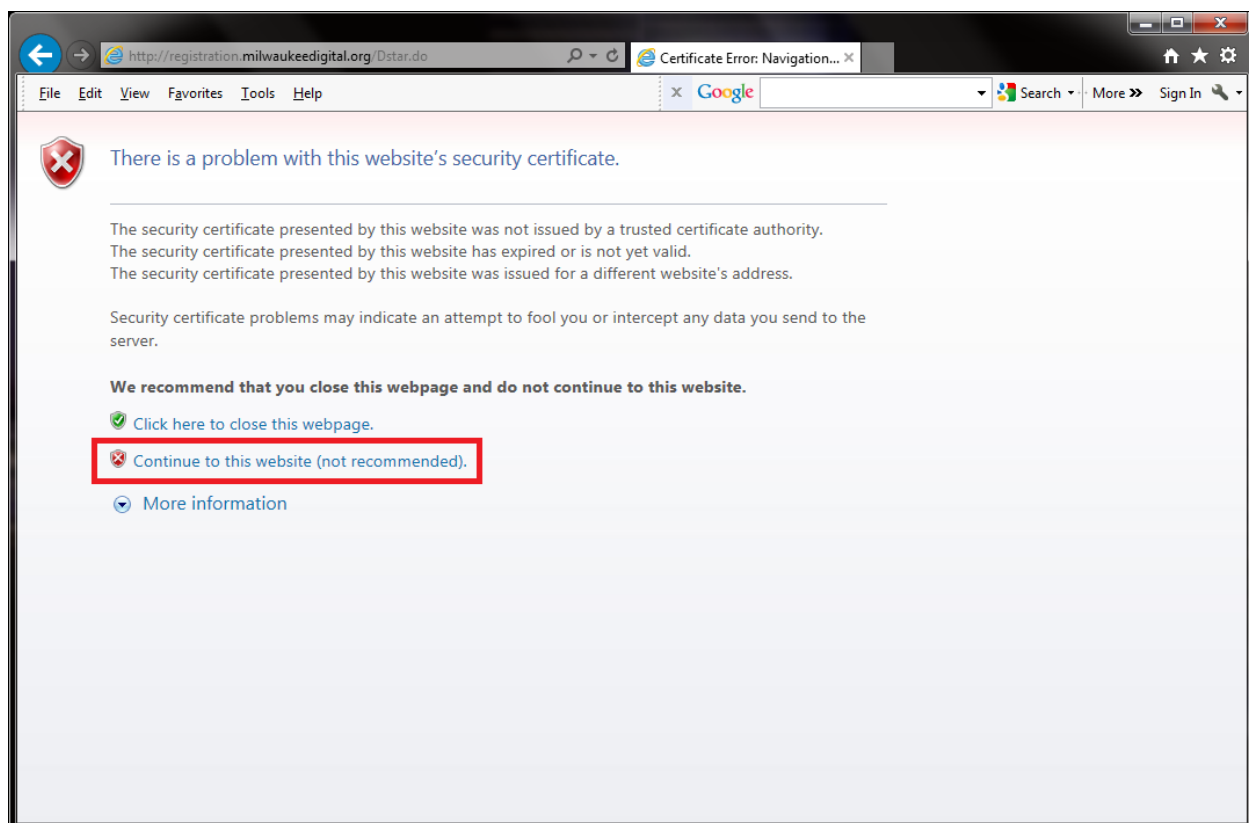 http://registration.milwaukeedigital.org/Dstar.do
Certificate Error: Navigation...
File Edit View Favorites Tools Help
x Google
Search
More »
Sign In
There is a problem with this website's security certificate.
The security certificate presented by this website was not issued by a trusted certificate authority.
The security certificate presented by this website has expired or is not yet valid.
The security certificate presented by this website was issued for a different website's address.
Security certificate problems may indicate an attempt to fool you or intercept any data you send to the
server.
We recommend that you close this webpage and do not continue to this website.
Click here to close this webpage.
Continue to this website (not recommended).
More information